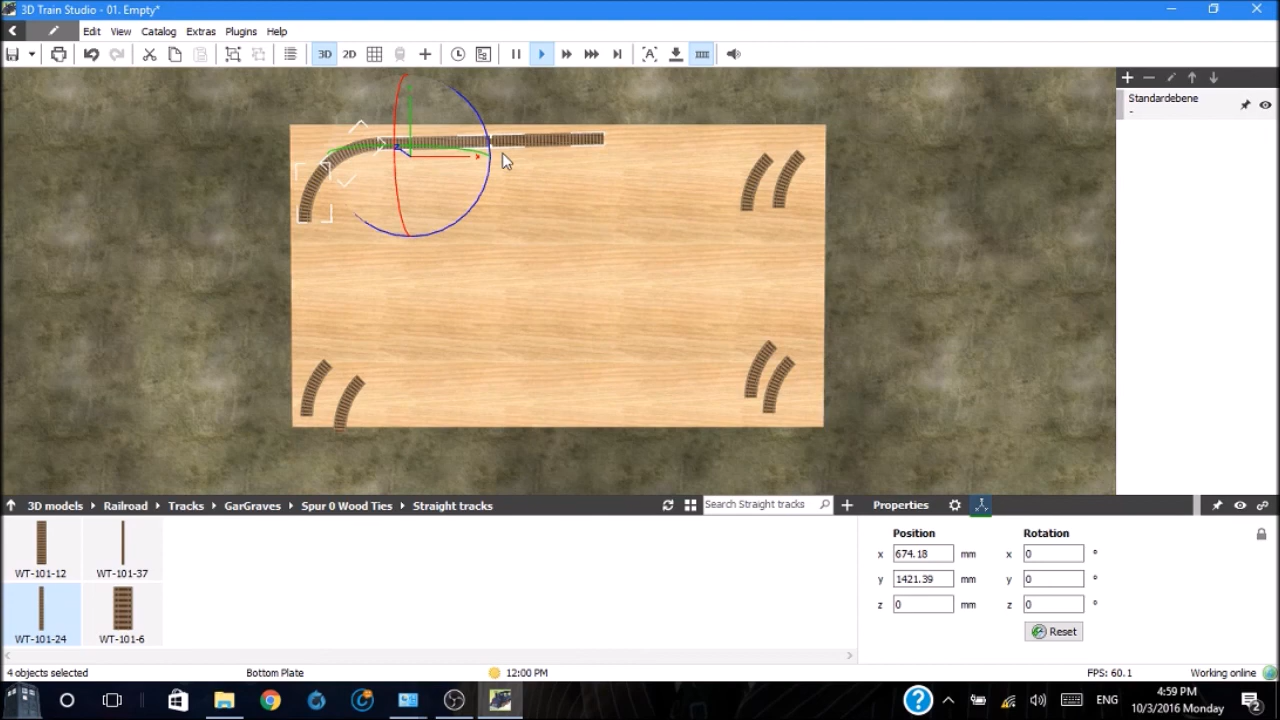 3D Train Studio - 01. Empty*
Edit View Catalog Extras Plugins Help
3D 2D
Standardebene
-
3D models Railroad Tracks GarGraves Spur 0 Wood Ties Straight tracks
Search Straight tracks
Properties
WT-101-12 WT-101-37
WT-101-24 WT-101-6
Position Rotation
x 674.18 mm x 0 °
y 1421.39 mm y 0 °
z 0 mm z 0 °
Reset
4 objects selected Bottom Plate 12:00 PM FPS: 60.1 Working online
ENG
4:59 PM
10/3/2016 Monday
2